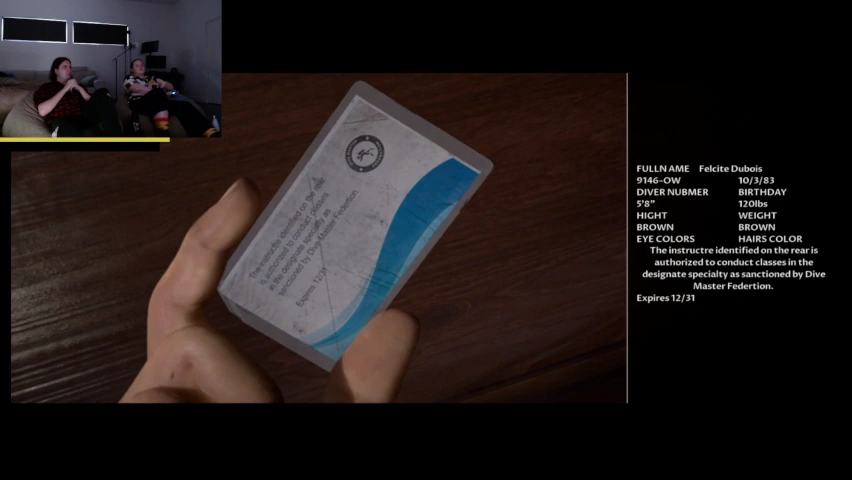 The instructre identified on the rear
is authorized to conduct classes
in the designate specialty as
sanctioned by Dive Master Federtion.
Expires 12/31
FULLN AME Felcite Dubois
9146-OW 10/3/83
DIVER NUBMER BIRTHDAY
5'8" 120lbs
HIGHT WEIGHT
BROWN BROWN
EYE COLORS HAIRS COLOR
The instructre identified on the rear is
authorized to conduct classes in the
designate specialty as sanctioned by Dive
Master Federtion.
Expires 12/31